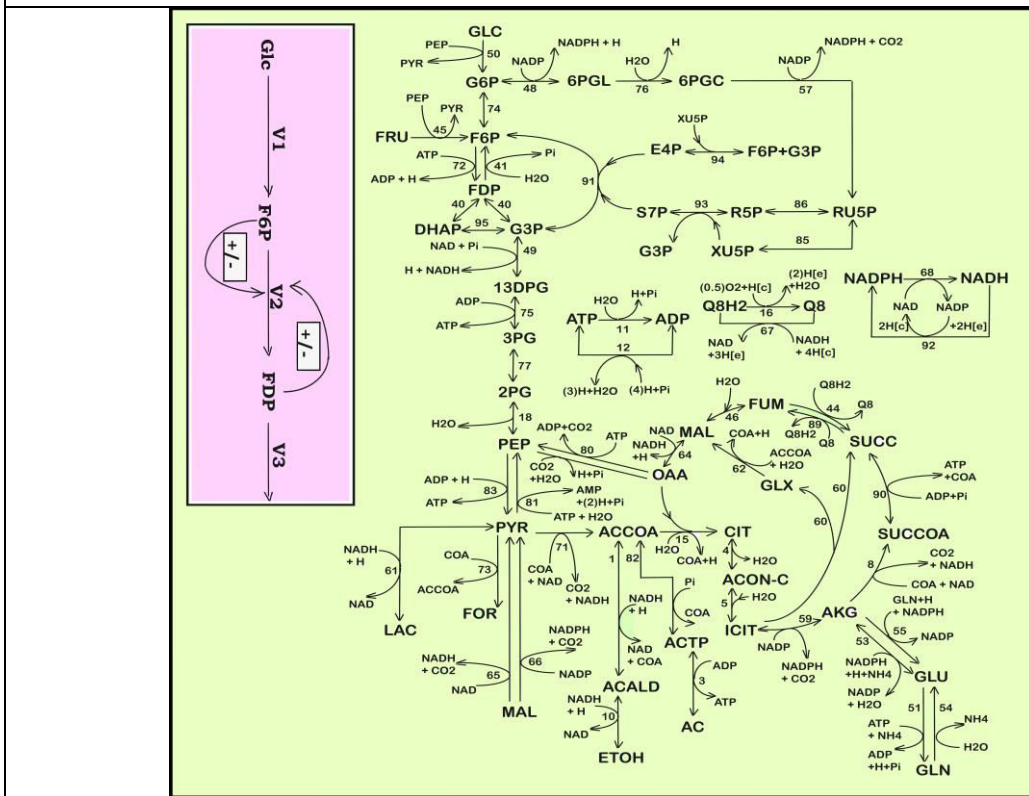 Glc
V1
F6P
+/-
V2
+/-
FDP
V3
GLC
PEP
PYR
50
G6P
NADP
NADPH + H
48
6PGL
H2O
H
76
6PGC
NADP
NADPH + CO2
57
74
PEP
PYR
45
FRU
F6P
ATP
ADP + H
72
41
Pi
H2O
FDP
40
40
DHAP
95
G3P
91
XU5P
E4P
94
F6P+G3P
S7P
93
R5P
86
RU5P
G3P
XU5P
85
NAD + Pi
H + NADH
49
13DPG
ADP
ATP
75
3PG
77
2PG
H2O
18
PEP
H2O
H+Pi
ATP
11
ADP
12
(3)H+H2O
(4)H+Pi
(0.5)O2+H[c]
(2)H[e]
+H2O
Q8H2
16
Q8
67
NAD
+3H[e]
NADH
+ 4H[c]
NADPH
68
NADH
NAD
NADP
2H[c]
+2H[e]
92
ADP+CO2
80
ATP
CO2
+H2O
H+Pi
OAA
NAD
NADH
+H
64
MAL
H2O
46
FUM
Q8H2
44
Q8
89
Q8H2
Q8
SUCC
COA+H
62
ACCOA
+ H2O
GLX
60
60
ADP + H
ATP
83
81
AMP
+(2)H+Pi
ATP + H2O
90
ATP
+COA
ADP+Pi
SUCCOA
PYR
71
COA
+ NAD
CO2
+ NADH
ACCOA
15
H2O
COA+H
CIT
4
H2O
ACON-C
5
H2O
ICIT
59
NADP
NADPH
+ CO2
AKG
8
CO2
+ NADH
COA + NAD
NADH
+ H
61
NAD
LAC
COA
73
ACCOA
FOR
1
82
NADH
+ H
NAD
+ COA
Pi
COA
ACTP
ADP
3
ATP
AC
GLN+H
+ NADPH
55
NADP
53
NADPH
+H+NH4
NADP
+ H2O
GLU
NADH
+ CO2
65
NAD
66
NADPH
+ CO2
NADP
MAL
ACALD
NADH
+ H
10
NAD
ETOH
51
54
ATP
+ NH4
ADP
+H+Pi
NH4
H2O
GLN